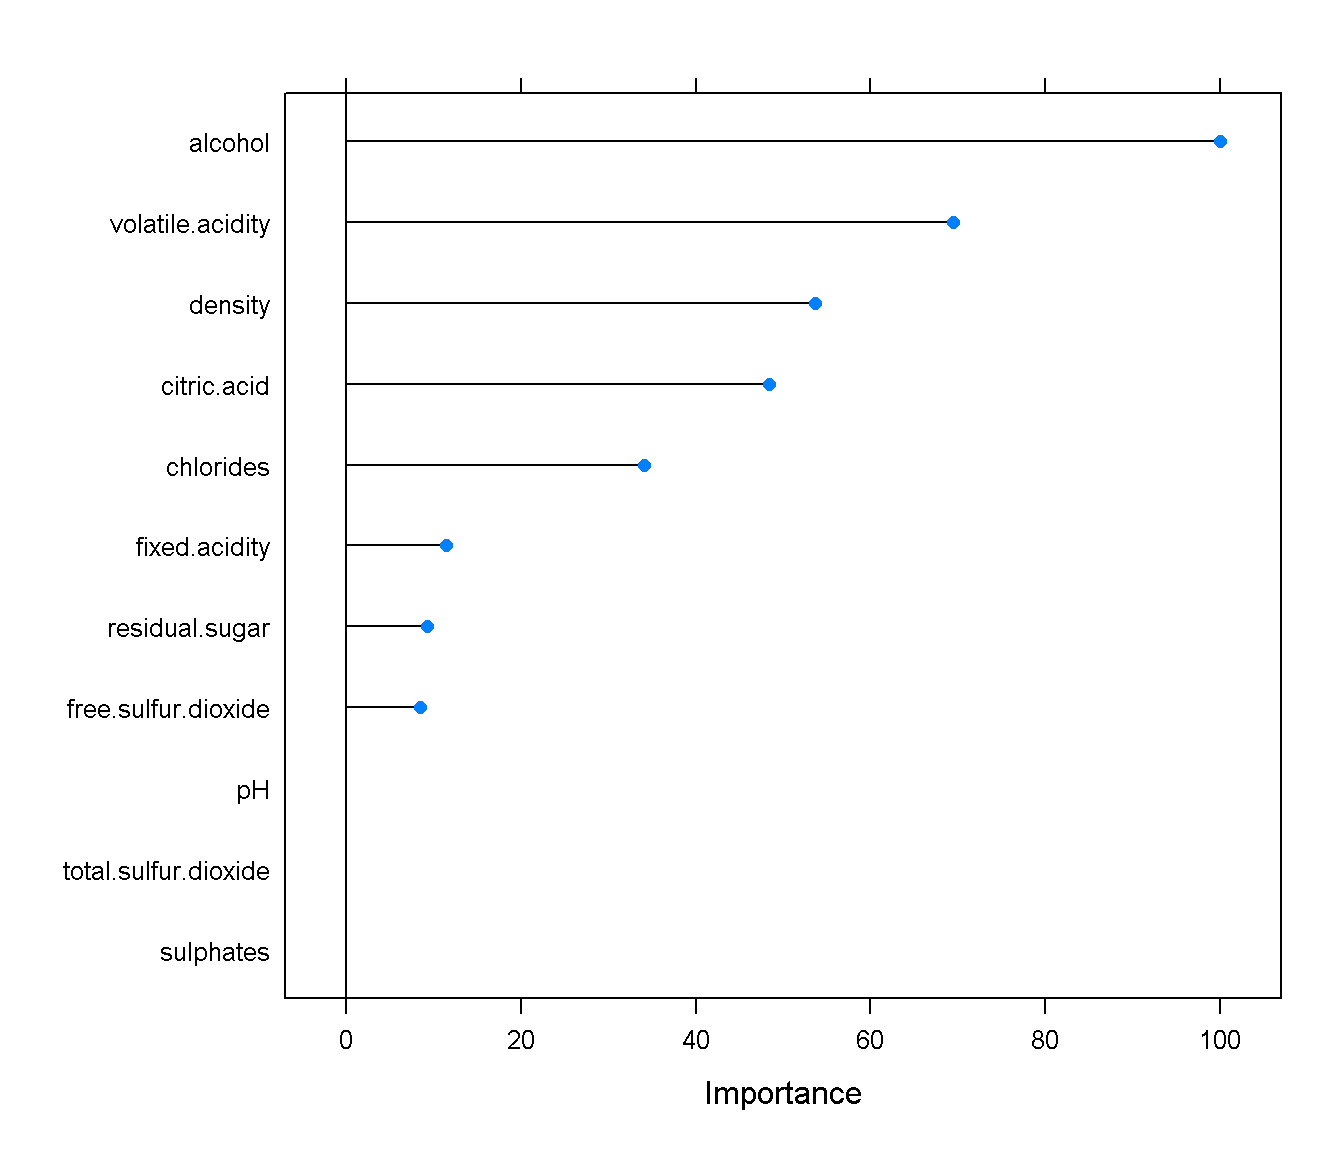 alcohol
volatile.acidity
density
citric.acid
chlorides
fixed.acidity
residual.sugar
free.sulfur.dioxide
pH
total.sulfur.dioxide
sulphates
0 20 40 60 80 100
Importance